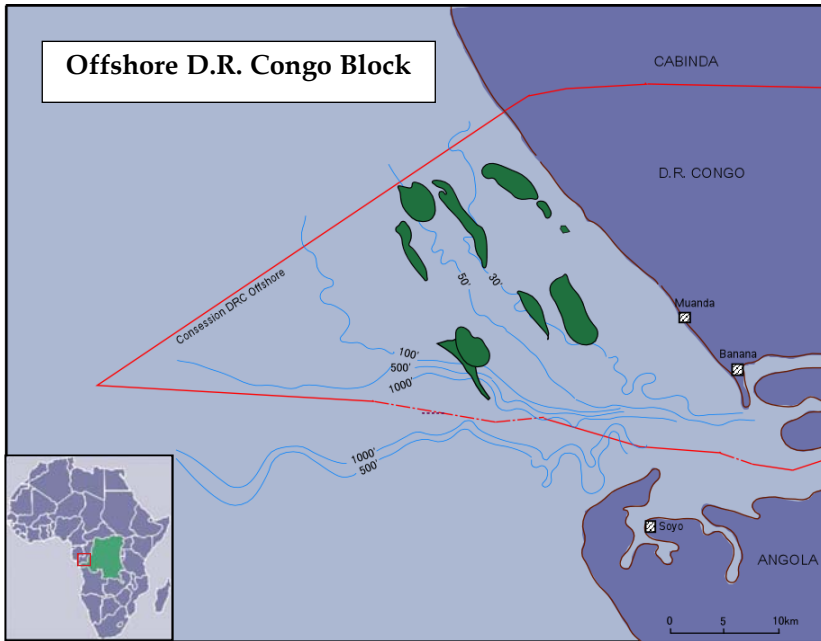 Offshore D.R. Congo Block
CABINDA
D.R. CONGO
Consession DRC Offshore
50'
30'
Muanda
100'
500'
1000'
Banana
1000'
500'
Soyo
ANGOLA
0 5 10km